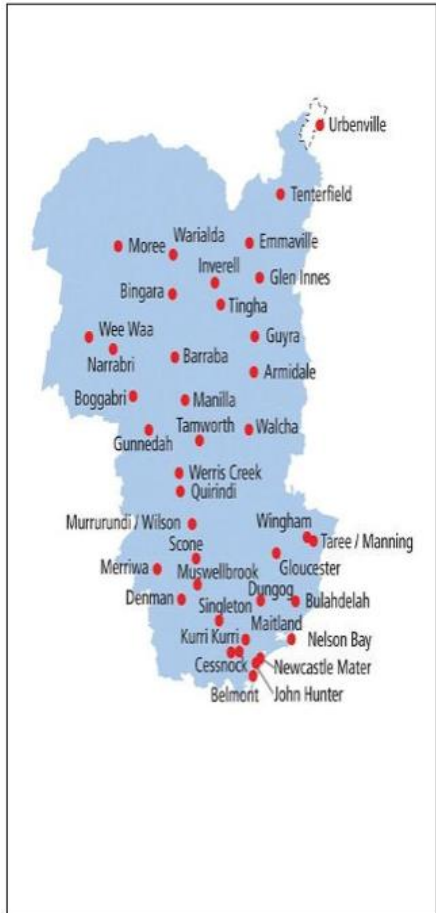 Urbenville
Tenterfield
Warialda
Moree
Emmaville
Inverell
Glen Innes
Bingara
Tingha
Wee Waa
Guyra
Narrabri
Barraba
Armidale
Boggabri
Manilla
Tamworth
Walcha
Gunnedah
Werris Creek
Quirindi
Murrurundi / Wilson
Wingham
Taree / Manning
Scone
Gloucester
Merriwa
Muswellbrook
Denman
Dungog
Bulahdelah
Singleton
Maitland
Kurri Kurri
Nelson Bay
Cessnock
Newcastle Mater
Belmont
John Hunter